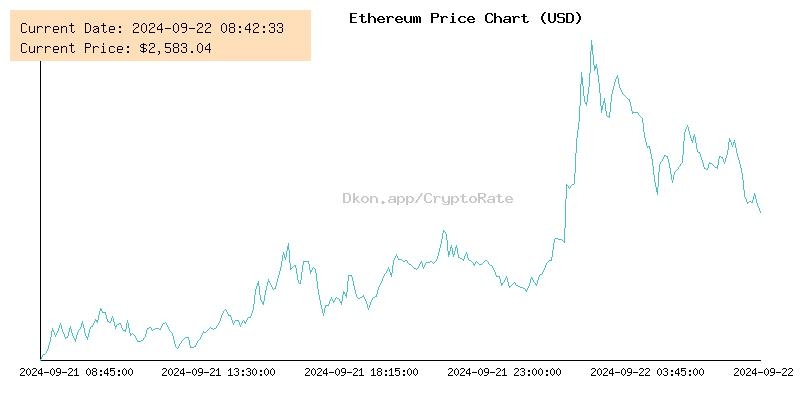 Ethereum Price Chart (USD)
Current Date: 2024-09-22 08:42:33
Current Price: $2,583.04
Dkon.app/CryptoRate
2024-09-21 08:45:00 2024-09-21 13:30:00 2024-09-21 18:15:00 2024-09-21 23:00:00 2024-09-22 03:45:00 2024-09-22